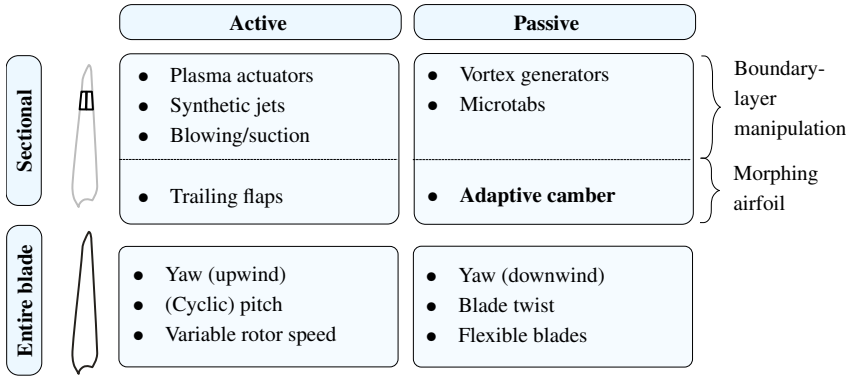 Active
Passive
Sectional
● Plasma actuators
● Synthetic jets
● Blowing/suction
● Trailing flaps
● Vortex generators
● Microtabs
● Adaptive camber
Boundary-
layer
manipulation
Morphing
airfoil
Entire blade
● Yaw (upwind)
● (Cyclic) pitch
● Variable rotor speed
● Yaw (downwind)
● Blade twist
● Flexible blades